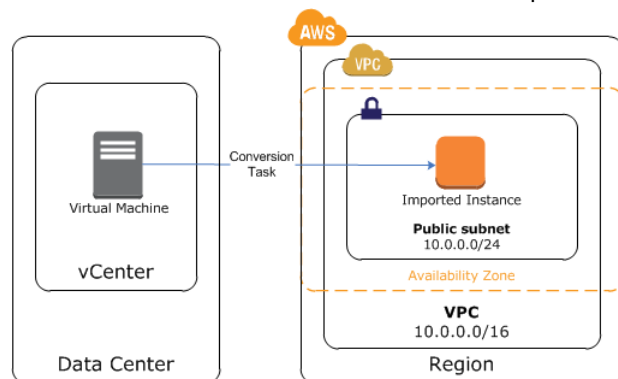 AWS
VPC
Conversion
Task
Virtual Machine
Imported Instance
Public subnet
10.0.0.0/24
vCenter
Availability Zone
VPC
10.0.0.0/16
Data Center
Region